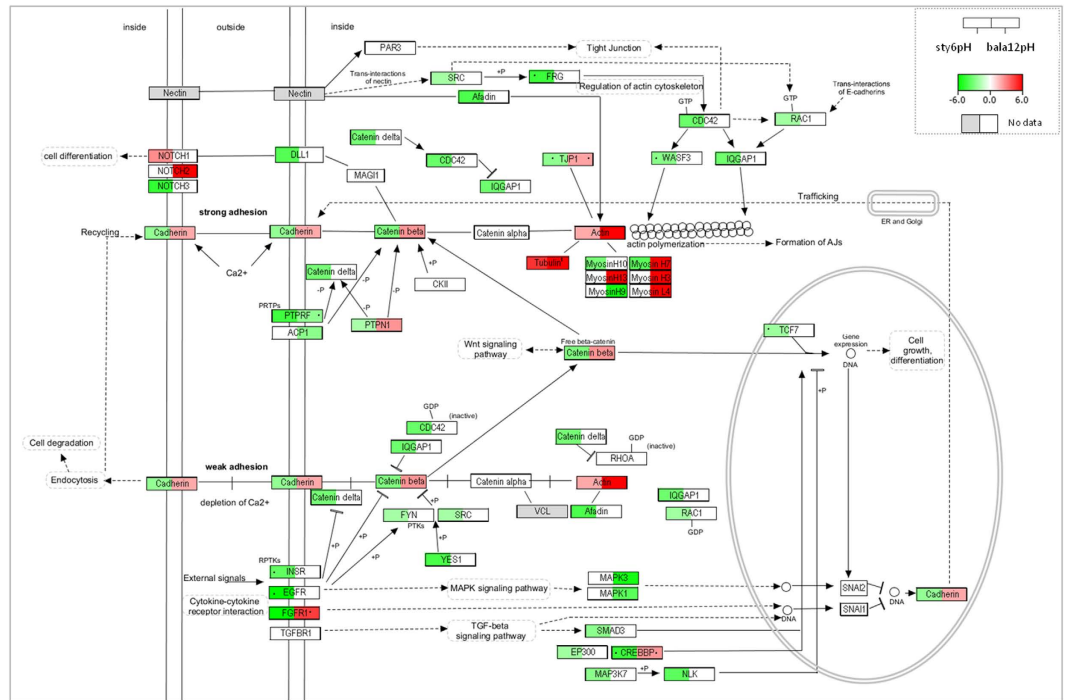 inside
outside
inside
sty6pH
bala12pH
-6.0
0.0
6.0
No data
PAR3
Tight Junction
Trans-interactions
of nectin
SRC
+P
FRG
Regulation of actin cytoskeleton
Trans-interactions
of E-cadherins
Nectin
Nectin
Afadin
GTP
CDC42
GTP
RAC1
cell differentiation
NOTCH1
NOTCH2
NOTCH3
DLL1
MAGI1
Catenin delta
CDC42
IQGAP1
TJP1
WASF3
IQGAP1
Trafficking
ER and Golgi
strong adhesion
Recycling
Cadherin
Cadherin
Catenin beta
Catenin alpha
Actin
actin polymerization
Formation of AJs
Ca2+
Catenin delta
-P
-P
-P
+P
CKII
Tubulin
MyosinH10
MyosinH13
MyosinH9
Myosin H7
Myosin H3
Myosin L4
PRTPs
PTPRF
ACP1
-P
PTPN1
Wnt signaling
pathway
Free beta-catenin
Catenin beta
TCF7
Gene
expression
DNA
Cell
growth,
differentiation
+P
GDP
(inactive)
CDC42
IQGAP1
Catenin delta
GDP
(inactive)
RHOA
Cell degradation
Endocytosis
weak adhesion
depletion of Ca2+
Cadherin
Cadherin
Catenin beta
Catenin alpha
Actin
Catenin delta
+P
FYN
PTKs
SRC
VCL
Afadin
IQGAP1
RAC1
GDP
+P
+P
+P
+P
YES1
RPTKs
External signals
INSR
EGFR
FGFR1
TGFBR1
Cytokine-cytokine
receptor interaction
MAPK signaling pathway
MAPK3
MAPK1
TGF-beta
signaling pathway
SMAD3
EP300
CREBBP
MAP3K7
+P
NLK
DNA
SNAI2
SNAI1
DNA
Cadherin